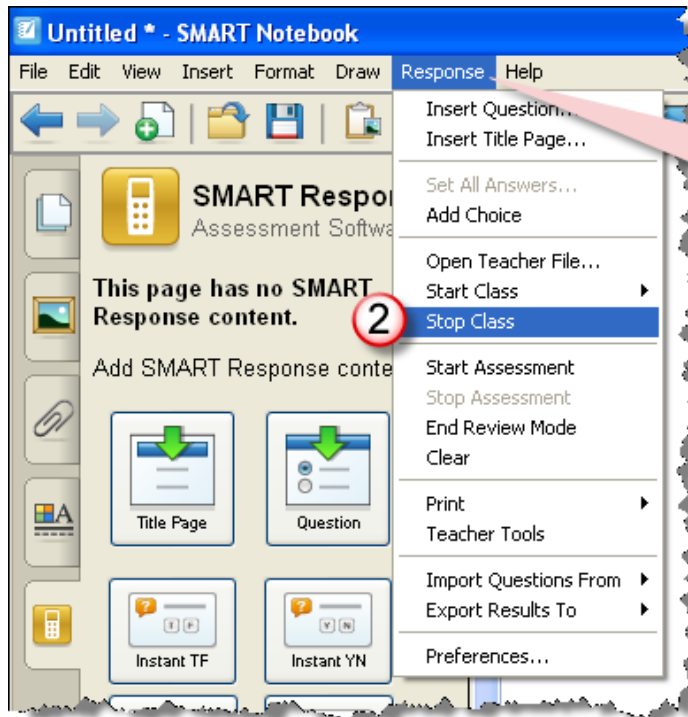 Untitled * - SMART Notebook
File Edit View Insert Format Draw Response Help
SMART Respo
Assessment Softwa
This page has no SMART
Response content.
Add SMART Response conte
Title Page
Question
T F
Instant TF
Y N
Instant YN
Insert Question...
Insert Title Page...
Set All Answers...
Add Choice
Open Teacher File...
Start Class
2
Stop Class
Start Assessment
Stop Assessment
End Review Mode
Clear
Print
Teacher Tools
Import Questions From
Export Results To
Preferences...